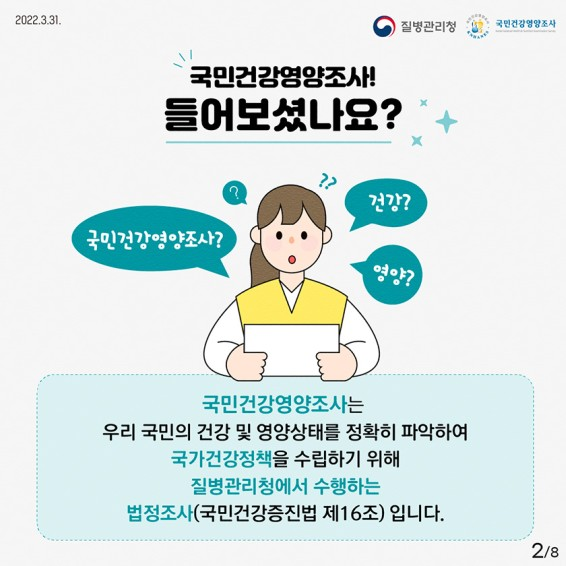 2022.3.31.
질병관리청
국민건강영양조사
국민건강영양조사!
들어보셨나요?
?
??
건강?
국민건강영양조사?
영양?
국민건강영양조사는
우리 국민의 건강 및 영양상태를 정확히 파악하여
국가건강정책을 수립하기 위해
질병관리청에서 수행하는
법정조사(국민건강증진법 제16조) 입니다.
2/8